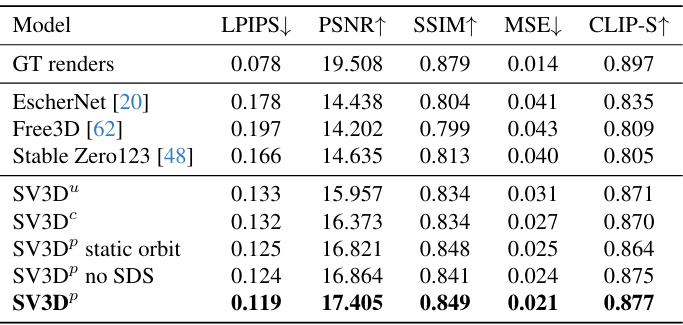 Model LPIPS↓ PSNR↑ SSIM↑ MSE↓ CLIP-S↑
GT renders 0.078 19.508 0.879 0.014 0.897
EscherNet [20] 0.178 14.438 0.804 0.041 0.835
Free3D [62] 0.197 14.202 0.799 0.043 0.809
Stable Zero123 [48] 0.166 14.635 0.813 0.040 0.805
SV3Dᵘ 0.133 15.957 0.834 0.031 0.871
SV3Dᶜ 0.132 16.373 0.834 0.027 0.870
SV3Dᵖ static orbit 0.125 16.821 0.848 0.025 0.864
SV3Dᵖ no SDS 0.124 16.864 0.841 0.024 0.875
SV3Dᵖ 0.119 17.405 0.849 0.021 0.877